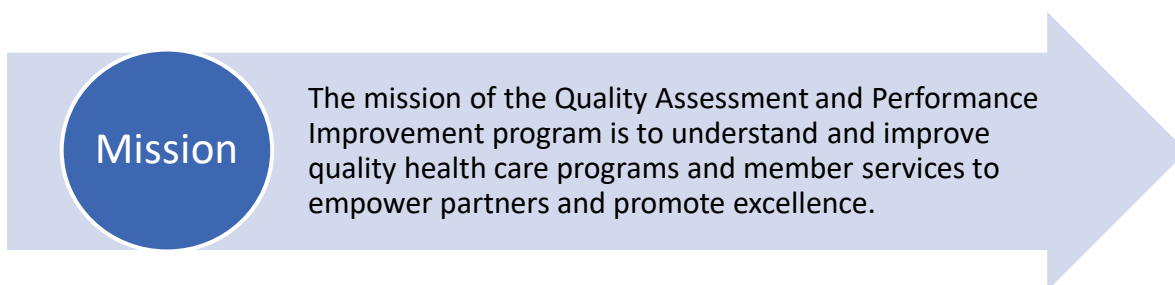 Mission
The mission of the Quality Assessment and Performance
Improvement program is to understand and improve
quality health care programs and member services to
empower partners and promote excellence.